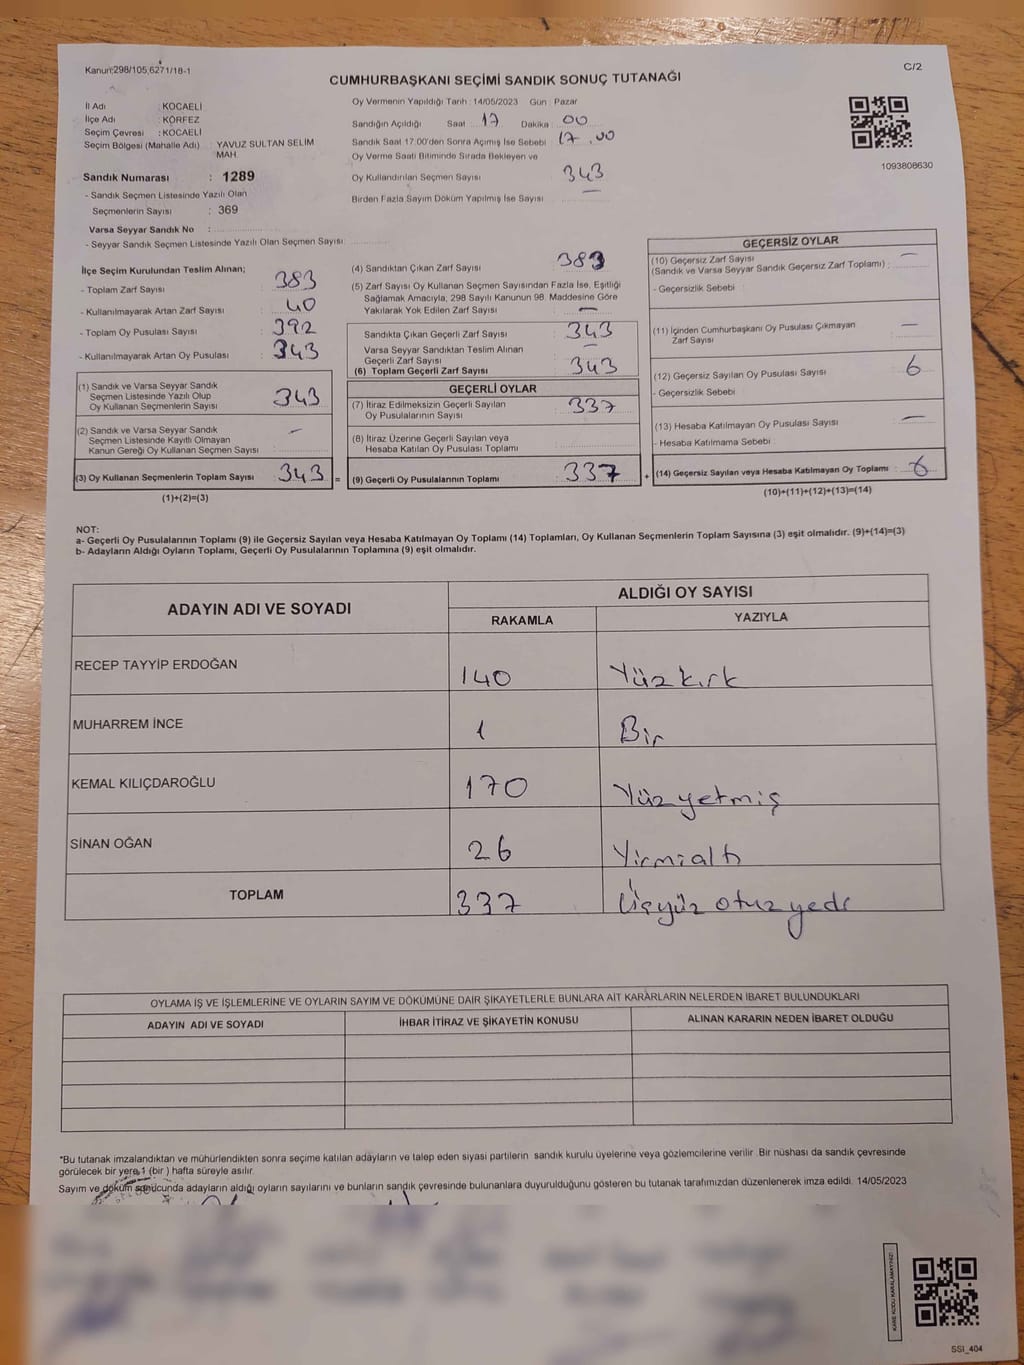 Kanun:298/105,6271/18-1
C/2
CUMHURBAŞKANI SEÇİMİ SANDIK SONUÇ TUTANAĞI
İl Adı : KOCAELİ
İlçe Adı : KÖRFEZ
Seçim Çevresi : KOCAELİ
Seçim Bölgesi (Mahalle Adı) : YAVUZ SULTAN SELİM
MAH.
Sandık Numarası : 1289
- Sandık Seçmen Listesinde Yazılı Olan
Seçmenlerin Sayısı : 369
Varsa Seyyar Sandık No :
- Seyyar Sandık Seçmen Listesinde Yazılı Olan Seçmen Sayısı:
Oy Vermenin Yapıldığı Tarih : 14/05/2023 Gün : Pazar
Sandığın Açıldığı Saat : 17 Dakika : 00
Sandık Saat 17:00'den Sonra Açımış İse Sebebi : 17.00
Oy Verme Saati Bitiminde Sırada Bekleyen ve
Oy Kullandırılan Seçmen Sayısı : 343
Birden Fazla Sayım Döküm Yapılmış İse Sayısı : —
1093808630
İlçe Seçim Kurulundan Teslim Alınan;
- Toplam Zarf Sayısı : 383
- Kullanılmayarak Artan Zarf Sayısı : 40
- Toplam Oy Pusulası Sayısı : 392
- Kullanılmayarak Artan Oy Pusulası : 343
(1) Sandık ve Varsa Seyyar Sandık
Seçmen Listesinde Yazılı Olup
Oy Kullanan Seçmenlerin Sayısı : 343
(2) Sandık ve Varsa Seyyar Sandık
Seçmen Listesinde Kayıtlı Olmayan
Kanun Gereği Oy Kullanan Seçmen Sayısı : —
(3) Oy Kullanan Seçmenlerin Toplam Sayısı : 343 =
(1)+(2)=(3)
(4) Sandıktan Çıkan Zarf Sayısı : 383
(5) Zarf Sayısı Oy Kullanan Seçmen Sayısından Fazla İse, Eşitliği
Sağlamak Amacıyla, 298 Sayılı Kanunun 98. Maddesine Göre
Yakılarak Yok Edilen Zarf Sayısı : —
Sandıkta Çıkan Geçerli Zarf Sayısı : 343
Varsa Seyyar Sandıktan Teslim Alınan
Geçerli Zarf Sayısı : —
(6) Toplam Geçerli Zarf Sayısı : 343
GEÇERLİ OYLAR
(7) İtiraz Edilmeksizin Geçerli Sayılan
Oy Pusulalarının Sayısı : 337
(8) İtiraz Üzerine Geçerli Sayılan veya
Hesaba Katılan Oy Pusulası Toplamı :
(9) Geçerli Oy Pusulalarının Toplamı : 337 +
GEÇERSİZ OYLAR
(10) Geçersiz Zarf Sayısı
(Sandık ve Varsa Seyyar Sandık Geçersiz Zarf Toplamı) : —
- Geçersizlik Sebebi :
(11) İçinden Cumhurbaşkanı Oy Pusulası Çıkmayan
Zarf Sayısı : —
(12) Geçersiz Sayılan Oy Pusulası Sayısı : 6
- Geçersizlik Sebebi :
(13) Hesaba Katılmayan Oy Pusulası Sayısı : —
- Hesaba Katılmama Sebebi :
(14) Geçersiz Sayılan veya Hesaba Katılmayan Oy Toplamı : 6
(10)+(11)+(12)+(13)=(14)
NOT:
a- Geçerli Oy Pusulalarının Toplamı (9) ile Geçersiz Sayılan veya Hesaba Katılmayan Oy Toplamı (14) Toplamları, Oy Kullanan Seçmenlerin Toplam Sayısına (3) eşit olmalıdır. (9)+(14)=(3)
b- Adayların Aldığı Oyların Toplamı, Geçerli Oy Pusulalarının Toplamına (9) eşit olmalıdır.
ADAYIN ADI VE SOYADI
ALDIĞI OY SAYISI
RAKAMLA YAZIYLA
RECEP TAYYİP ERDOĞAN 140 Yüzkırk
MUHARREM İNCE 1 Bir
KEMAL KILIÇDAROĞLU 170 Yüzyetmiş
SİNAN OĞAN 26 Yirmialtı
TOPLAM 337 Üçyüz otuz yedi
OYLAMA İŞ VE İŞLEMLERİNE VE OYLARIN SAYIM VE DÖKÜMÜNE DAİR ŞİKAYETLERLE BUNLARA AİT KARARLARIN NELERDEN İBARET BULUNDUKLARI
ADAYIN ADI VE SOYADI İHBAR İTİRAZ VE ŞİKAYETİN KONUSU ALINAN KARARIN NEDEN İBARET OLDUĞU
*Bu tutanak imzalandıktan ve mühürlendikten sonra seçime katılan adayların ve talep eden siyasi partilerin sandık kurulu üyelerine veya gözlemcilerine verilir. Bir nüshası da sandık çevresinde
görülecek bir yere 1 (bir ) hafta süreyle asılır.
Sayım ve döküm sonucunda adayların aldığı oyların sayılarını ve bunların sandık çevresinde bulunanlara duyurulduğunu gösteren bu tutanak tarafımızdan düzenlenerek imza edildi. 14/05/2023
KARE KODU KARALAMAYINIZ!
SSI_404